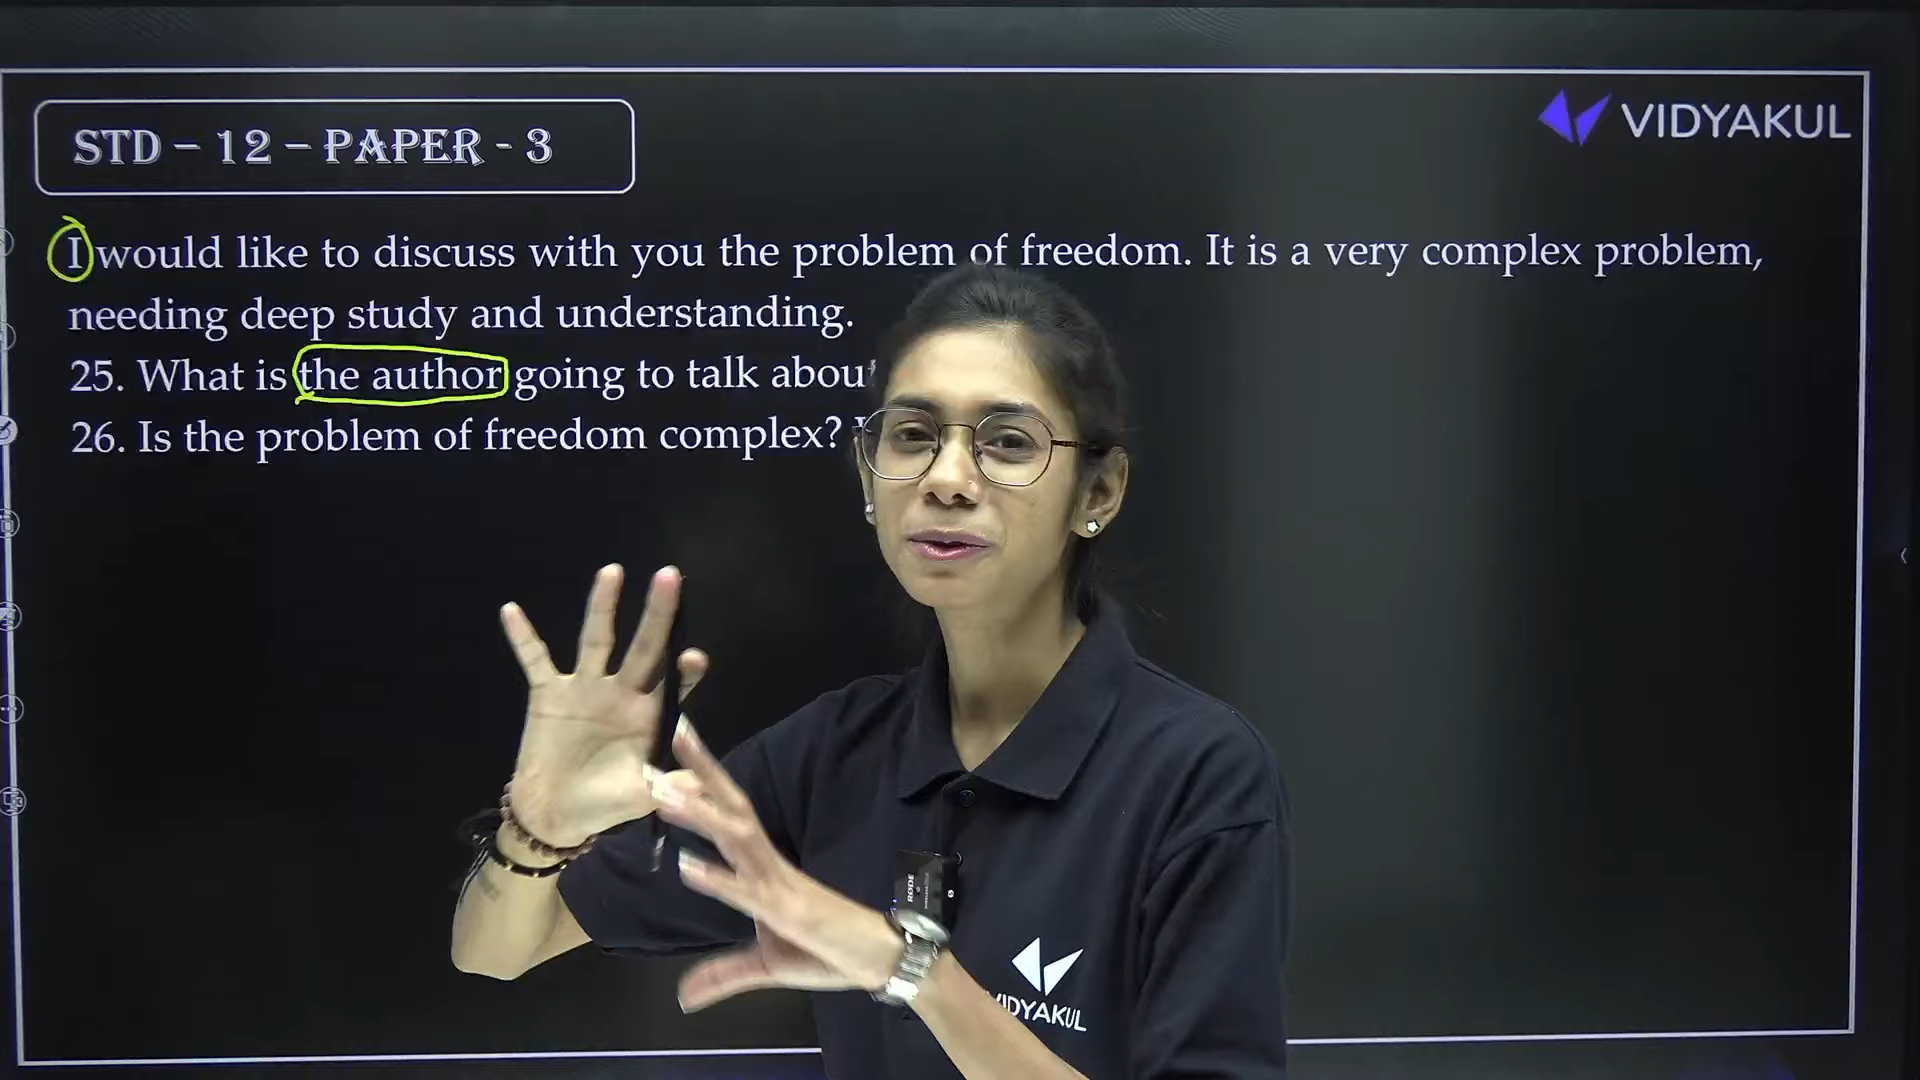 STD – 12 – PAPER - 3
VIDYAKUL
I would like to discuss with you the problem of freedom. It is a very complex problem,
needing deep study and understanding.
25. What is the author going to talk
26. Is the problem of freedom complex?
RØDE
VIDYAKUL